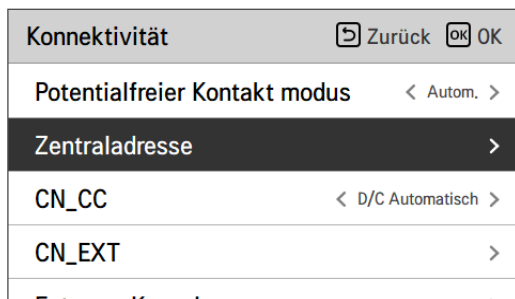 Konnektivität Zurück OK OK
Potentialfreier Kontakt modus < Autom. >
Zentraladresse >
CN_CC < D/C Automatisch >
CN_EXT >